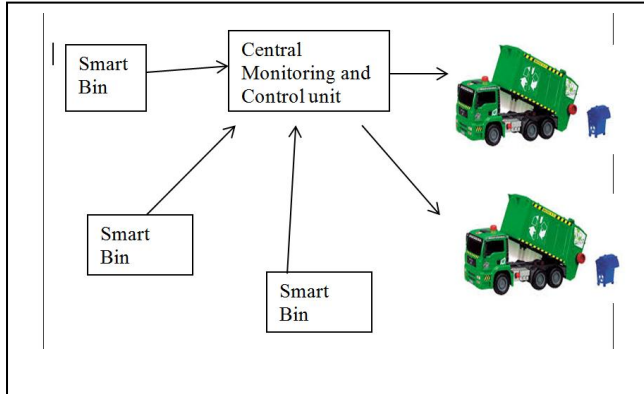 Smart
Bin
Central
Monitoring and
Control unit
Smart
Bin
Smart
Bin